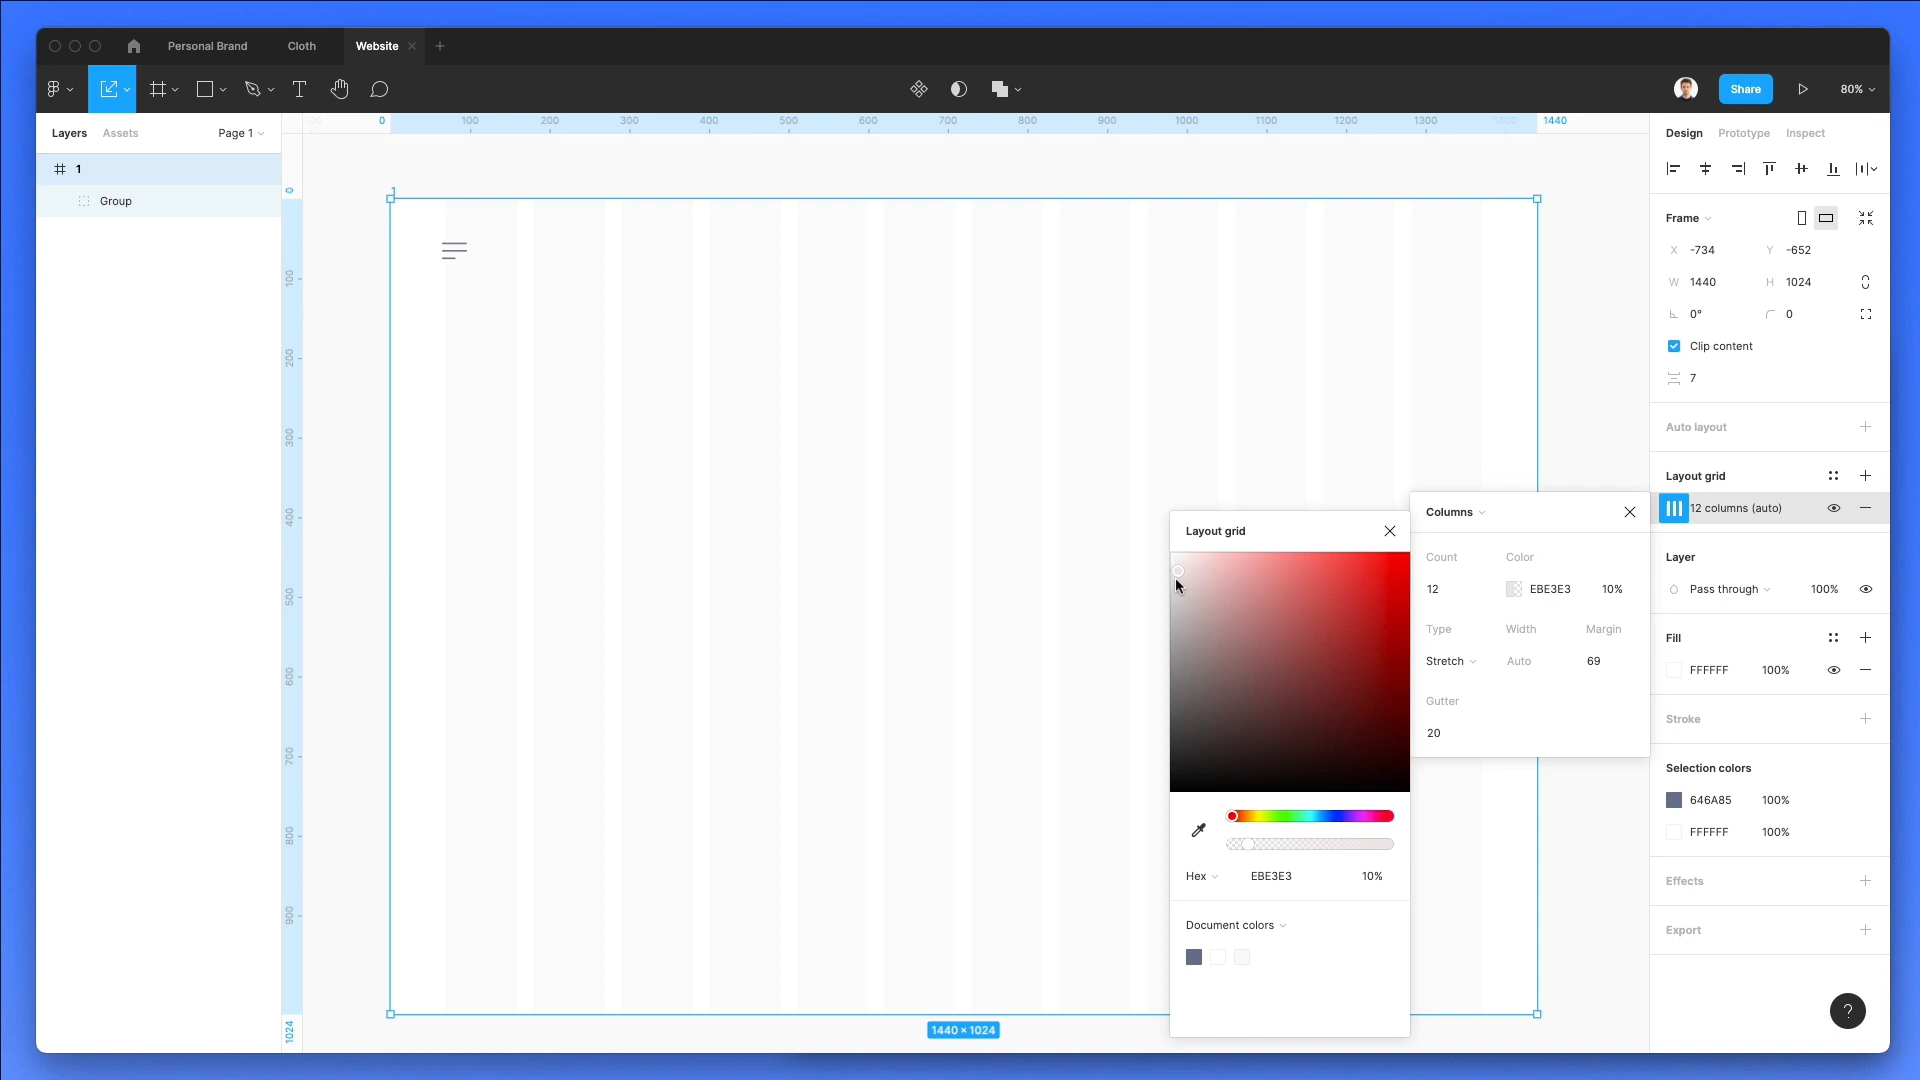 Personal Brand Cloth Website
Share 80%
Layers Assets Page 1
1
Group
0 100 200 300 400 500 600 700 800 900 1000 1100 1200 1300 1400 1440
0
100
200
300
400
500
600
700
800
900
1024
1
1440 × 1024
Layout grid
Hex EBE3E3 10%
Document colors
Columns
Count Color
12 EBE3E3 10%
Type Width Margin
Stretch Auto 69
Gutter
20
Design Prototype Inspect
Frame
X -734 Y -652
W 1440 H 1024
0° 0
Clip content
7
Auto layout
Layout grid
12 columns (auto)
Layer
Pass through 100%
Fill
FFFFFF 100%
Stroke
Selection colors
646A85 100%
FFFFFF 100%
Effects
Export
?